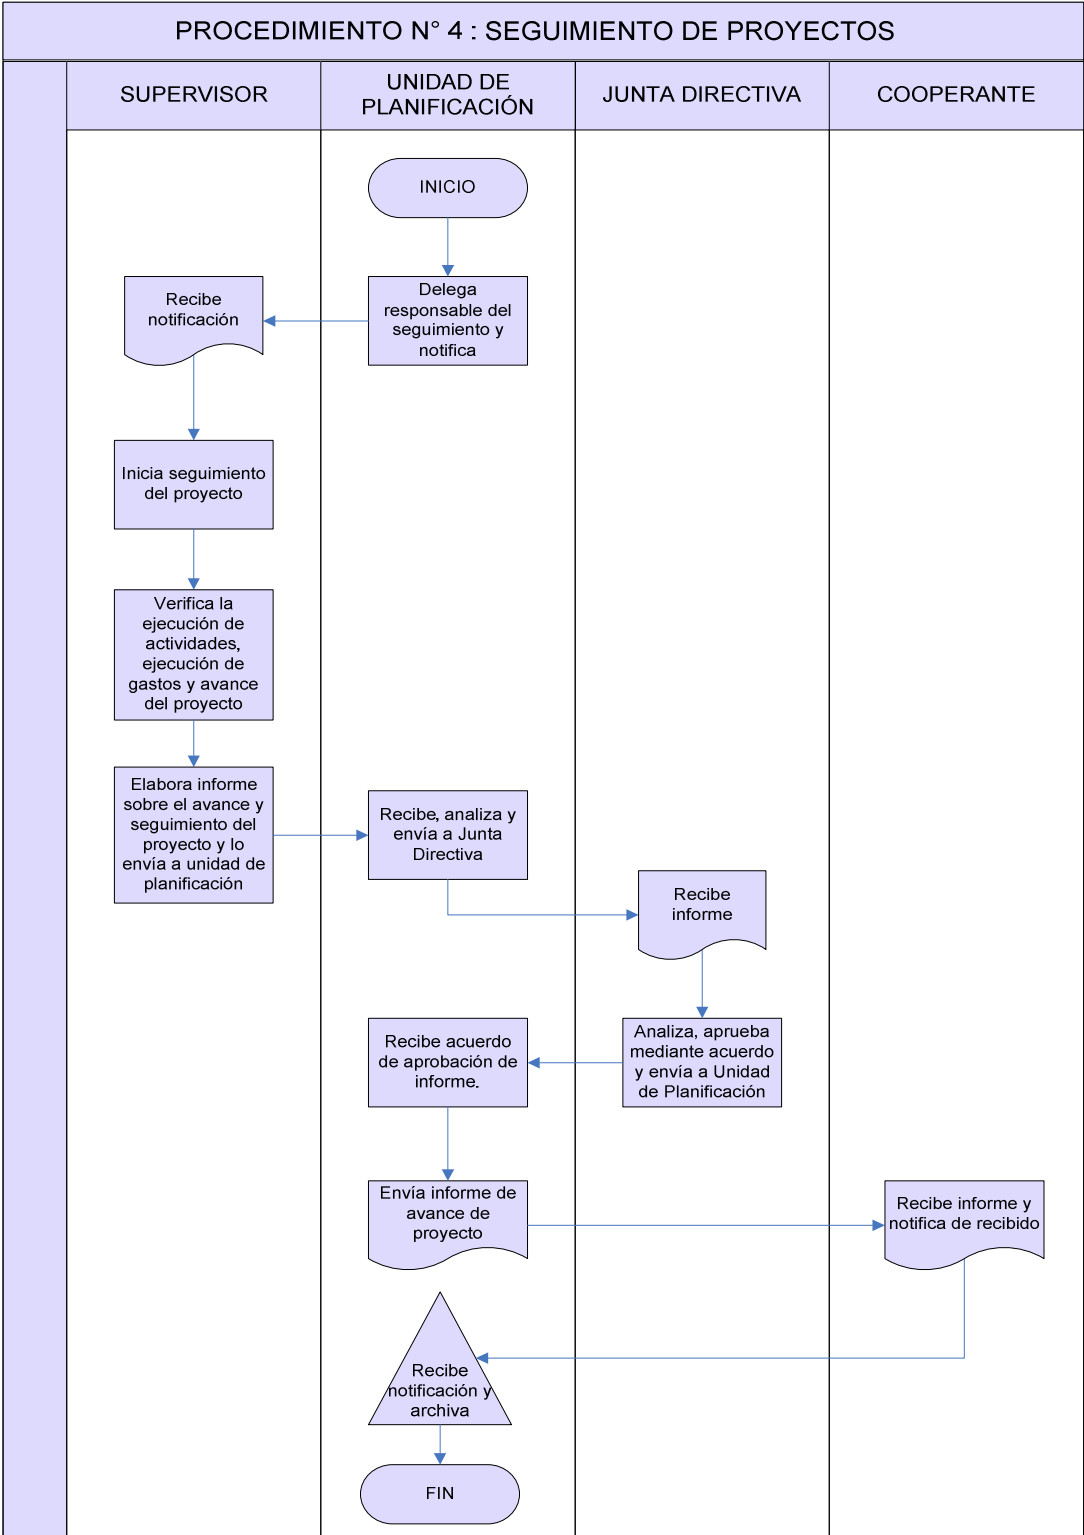 PROCEDIMIENTO N° 4 : SEGUIMIENTO DE PROYECTOS
SUPERVISOR
UNIDAD DE
PLANIFICACIÓN
JUNTA DIRECTIVA
COOPERANTE
INICIO
Delega
responsable del
seguimiento y
notifica
Recibe
notificación
Inicia seguimiento
del proyecto
Verifica la
ejecución de
actividades,
ejecución de
gastos y avance
del proyecto
Elabora informe
sobre el avance y
seguimiento del
proyecto y lo
envía a unidad de
planificación
Recibe, analiza y
envía a Junta
Directiva
Recibe
informe
Analiza, aprueba
mediante acuerdo
y envía a Unidad
de Planificación
Recibe acuerdo
de aprobación de
informe.
Envía informe de
avance de
proyecto
Recibe informe y
notifica de recibido
Recibe
notificación y
archiva
FIN